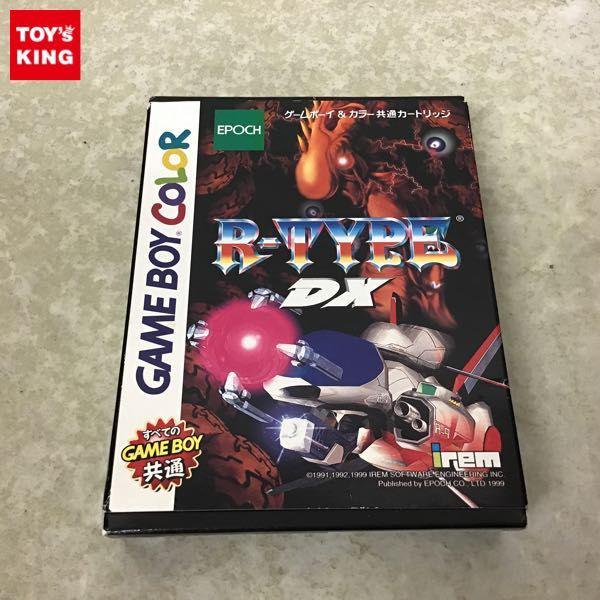 TOY's
KING
ゲームボーイ & カラー共通カートリッジ
EPOCH
GAME BOY COLOR
R-TYPE®
DX
すべての
GAME BOY
共通
irem
©1991,1992,1999 IREM SOFTWARE ENGINEERING INC.
Published by EPOCH CO., LTD 1999